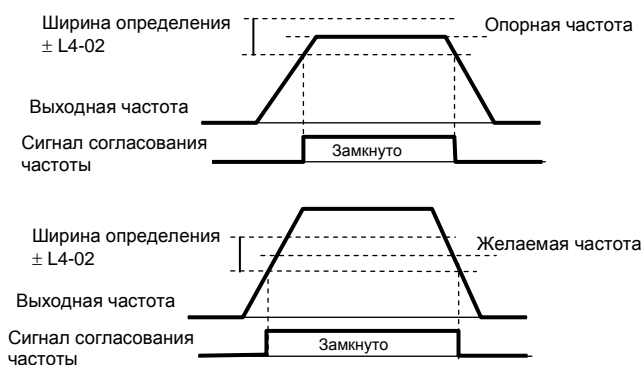 Ширина определения
± L4-02
Опорная частота
Выходная частота
Сигнал согласования
частоты
Замкнуто
Ширина определения
± L4-02
Желаемая частота
Выходная частота
Сигнал согласования
частоты
Замкнуто